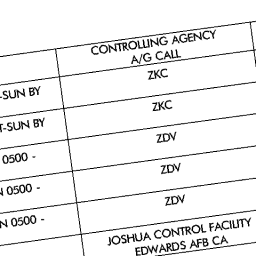 CONTROLLING AGENCY
A/G CALL
-SUN BY
ZKC
T-SUN BY
ZKC
0500 -
ZDV
N 0500 -
ZDV
N 0500 -
ZDV
JOSHUA CONTROL FACILITY
EDWARDS AFB CA